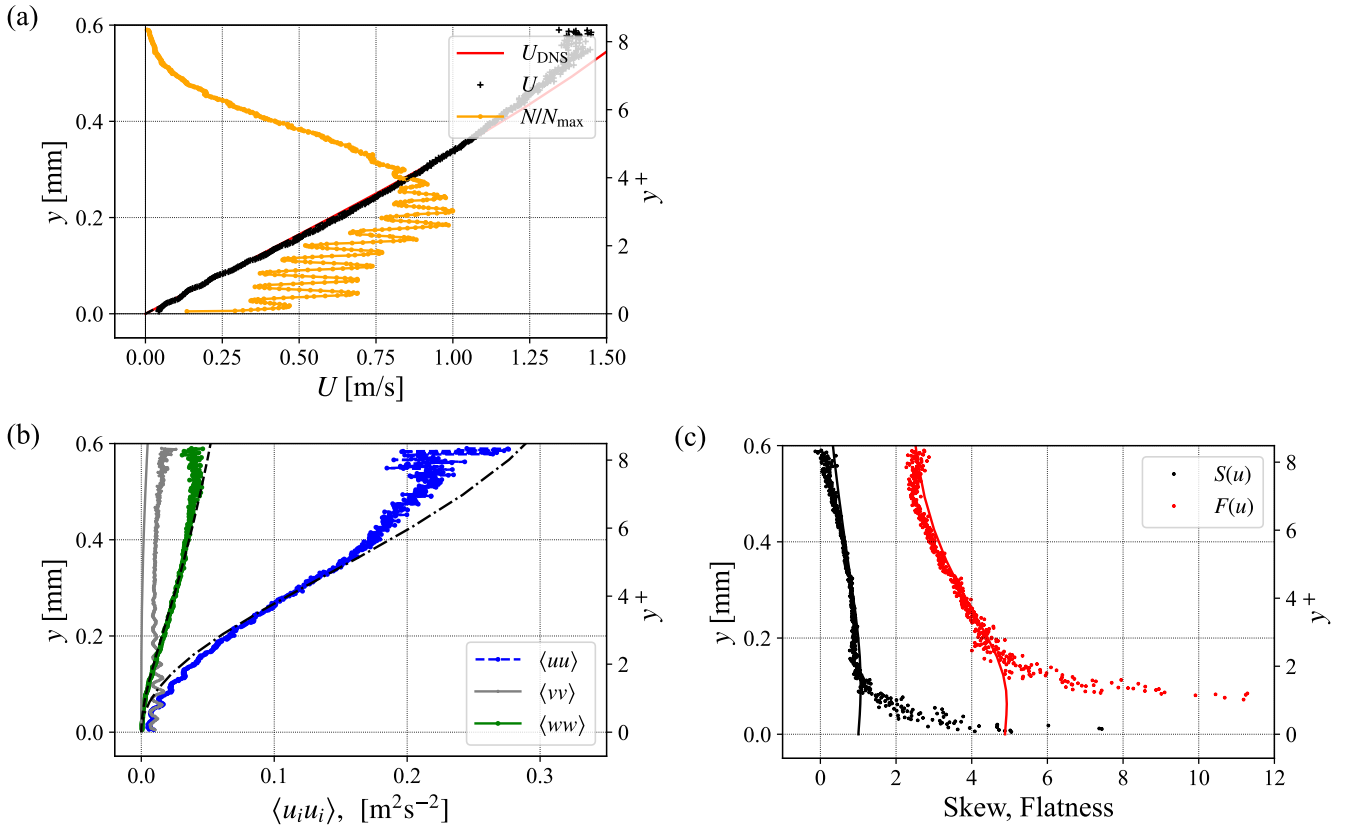 (a)
0.6
0.4
0.2
0.0
y [mm]
8
6
4
2
0
y⁺
U_DNS
U
N/N_max
0.00 0.25 0.50 0.75 1.00 1.25 1.50
U [m/s]
(b)
0.6
0.4
0.2
0.0
y [mm]
8
6
4
2
0
y⁺
⟨uu⟩
⟨vv⟩
⟨ww⟩
0.0 0.1 0.2 0.3
⟨u_i u_i⟩, [m²s⁻²]
(c)
0.6
0.4
0.2
0.0
y [mm]
8
6
4
2
0
y⁺
S(u)
F(u)
0 2 4 6 8 10 12
Skew, Flatness